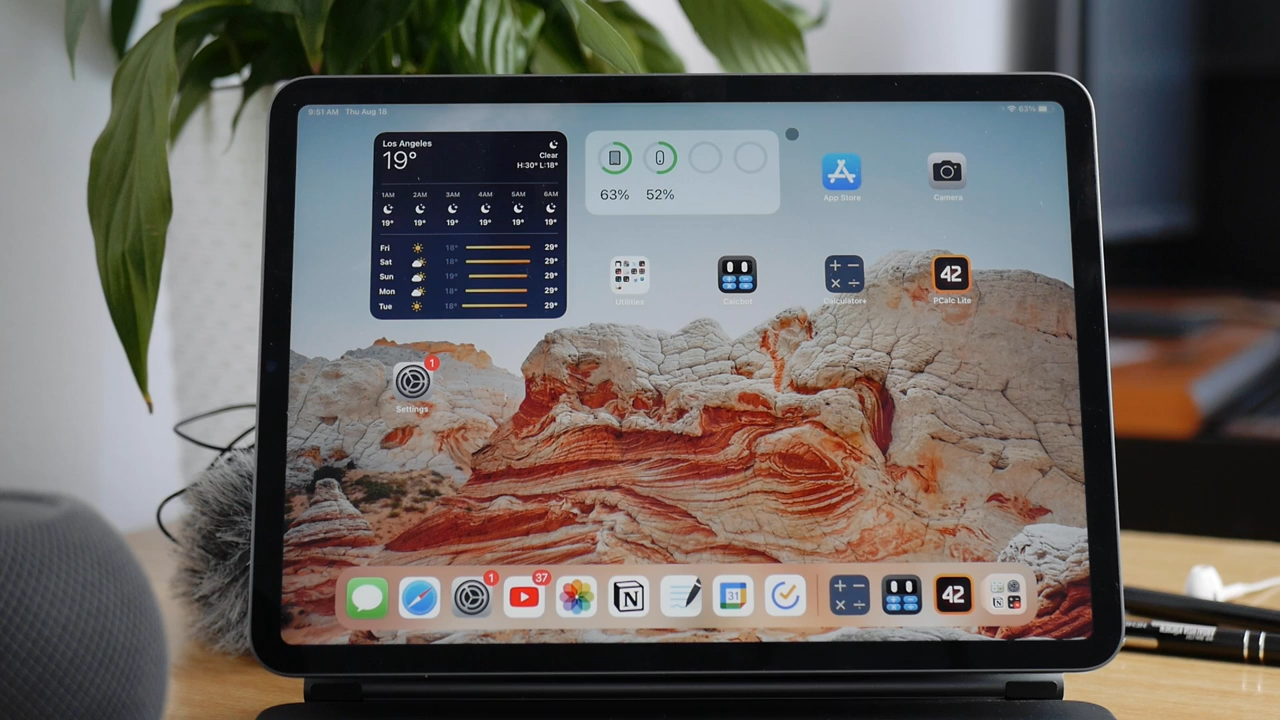 9:51 AM Thu Aug 18
63%
Los Angeles
19°
Clear
H:30° L:18°
1AM 2AM 3AM 4AM 5AM 6AM
19° 19° 19° 19° 19° 19°
Fri 18° 29°
Sat 18° 29°
Sun 19° 29°
Mon 18° 29°
Tue 18° 29°
63% 52%
App Store
Camera
Utilities
Calcbot
Calculator+
42
PCalc Lite
1
Settings
1
37
N
31
42